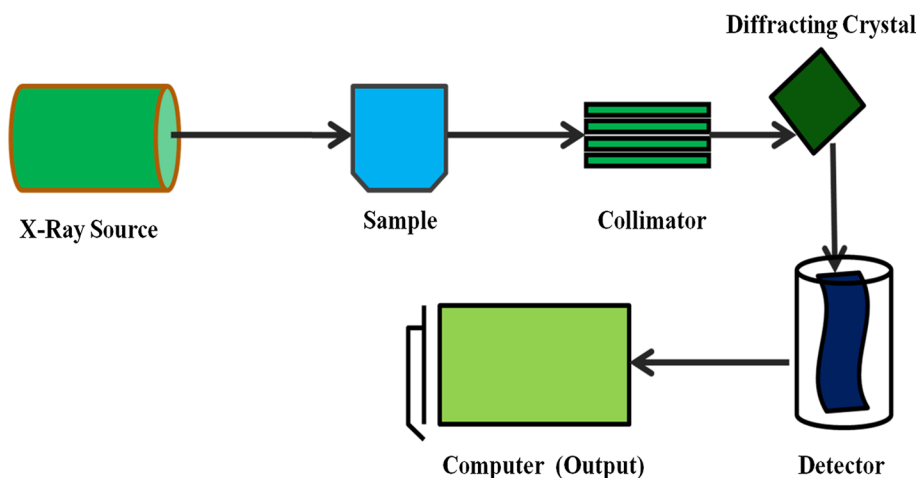 Diffracting Crystal
X-Ray Source
Sample
Collimator
Computer (Output)
Detector